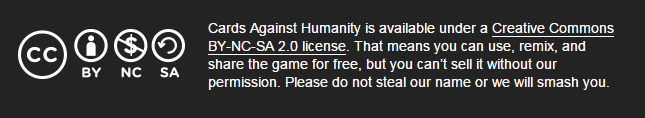 Cards Against Humanity is available under a Creative Commons
BY-NC-SA 2.0 license. That means you can use, remix, and
share the game for free, but you can't sell it without our
permission. Please do not steal our name or we will smash you.
CC
BY NC SA